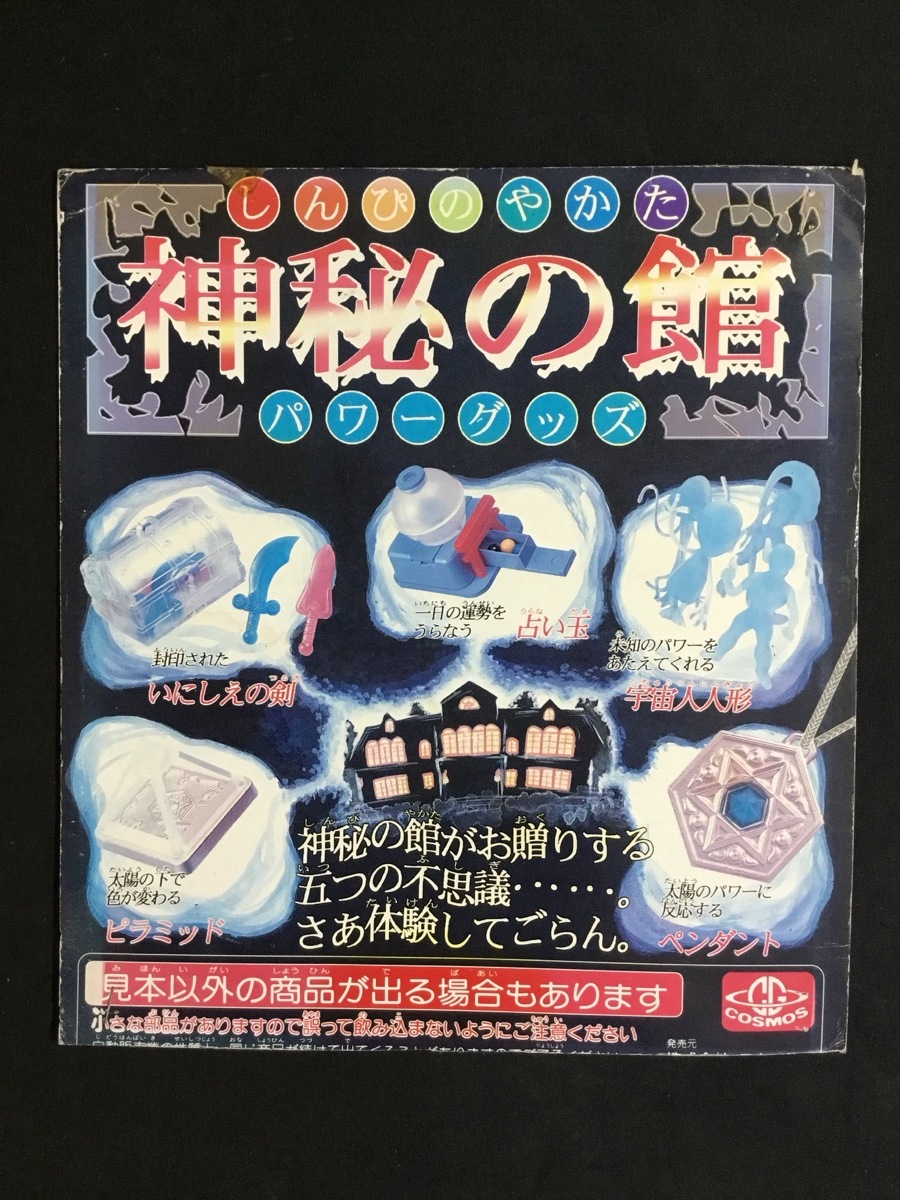 しんぴのやかた
神秘の館
パワーグッズ
封印された
いにしえの剣
一日の運勢を
うらなう
占い玉
未知のパワーを
あたえてくれる
宇宙人人形
太陽の下で
色が変わる
ピラミッド
神秘の館がお贈りする
五つの不思議‥‥‥。
さあ体験してごらん。
太陽のパワーに
反応する
ペンダント
見本以外の商品が出る場合もあります
COSMOS
小さな部品がありますので誤って飲み込まないようにご注意ください
発売元